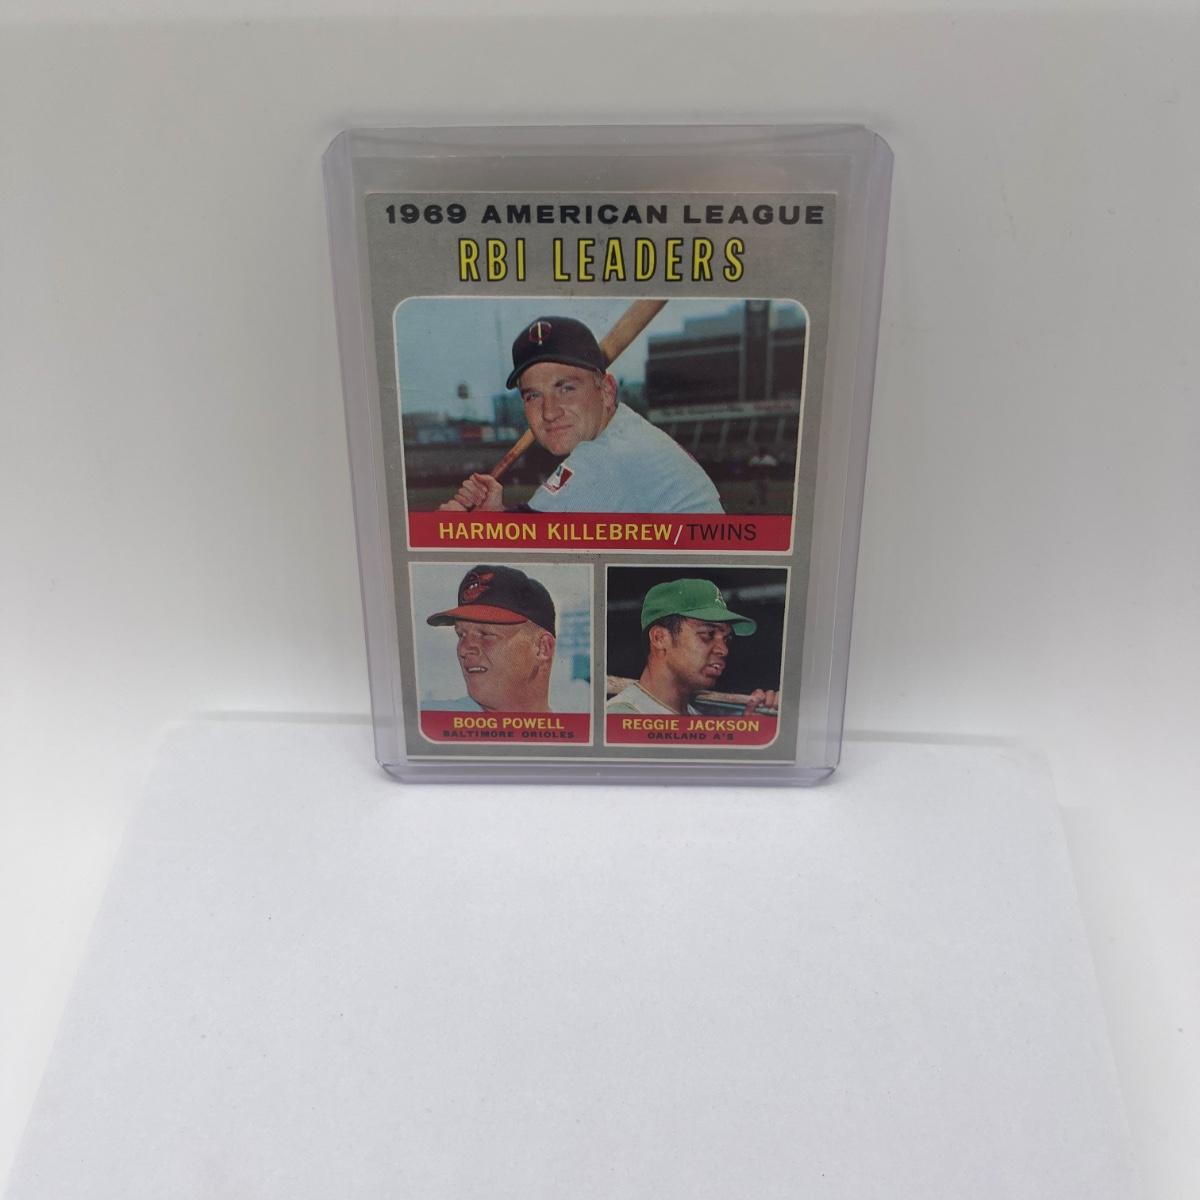 1969 AMERICAN LEAGUE
RBI LEADERS
HARMON KILLEBREW/TWINS
BOOG POWELL
BALTIMORE ORIOLES
REGGIE JACKSON
OAKLAND A'S